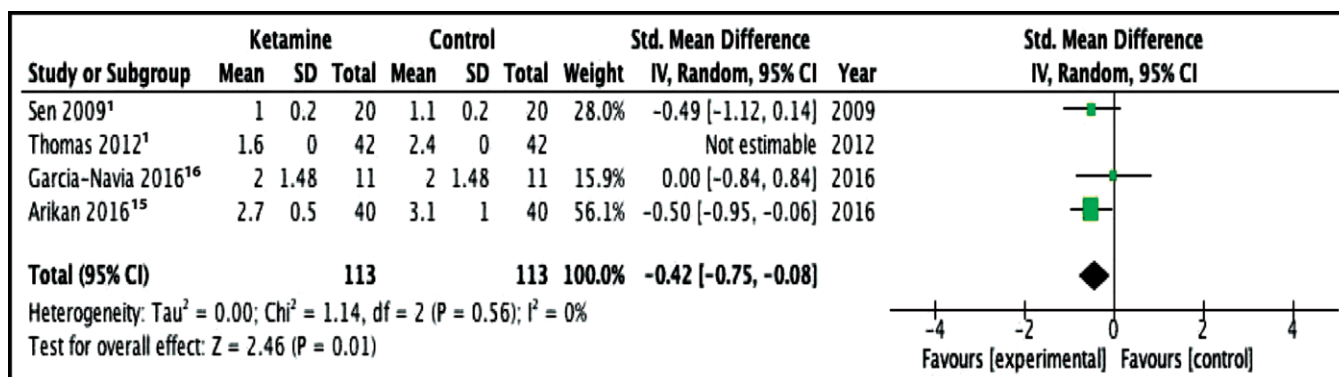 Ketamine Control Std. Mean Difference Std. Mean Difference
Study or Subgroup Mean SD Total Mean SD Total Weight IV, Random, 95% CI Year IV, Random, 95% CI
Sen 2009¹ 1 0.2 20 1.1 0.2 20 28.0% −0.49 [−1.12, 0.14] 2009
Thomas 2012¹ 1.6 0 42 2.4 0 42 Not estimable 2012
Garcia-Navia 2016¹⁶ 2 1.48 11 2 1.48 11 15.9% 0.00 [−0.84, 0.84] 2016
Arikan 2016¹⁵ 2.7 0.5 40 3.1 1 40 56.1% −0.50 [−0.95, −0.06] 2016
Total (95% CI) 113 113 100.0% −0.42 [−0.75, −0.08]
Heterogeneity: Tau² = 0.00; Chi² = 1.14, df = 2 (P = 0.56); I² = 0%
Test for overall effect: Z = 2.46 (P = 0.01)
−4 −2 0 2 4
Favours [experimental] Favours [control]